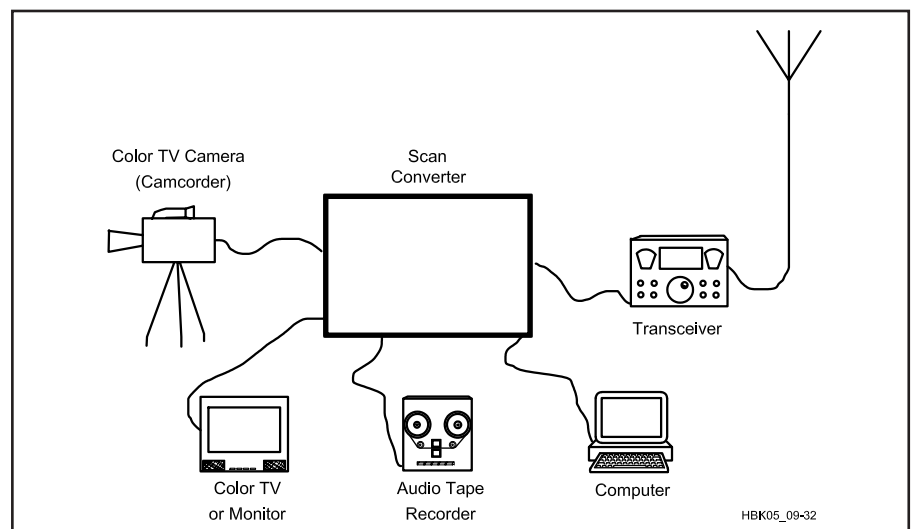 Color TV Camera
(Camcorder)
Scan
Converter
Transceiver
Color TV
or Monitor
Audio Tape
Recorder
Computer
HBK05_09-32